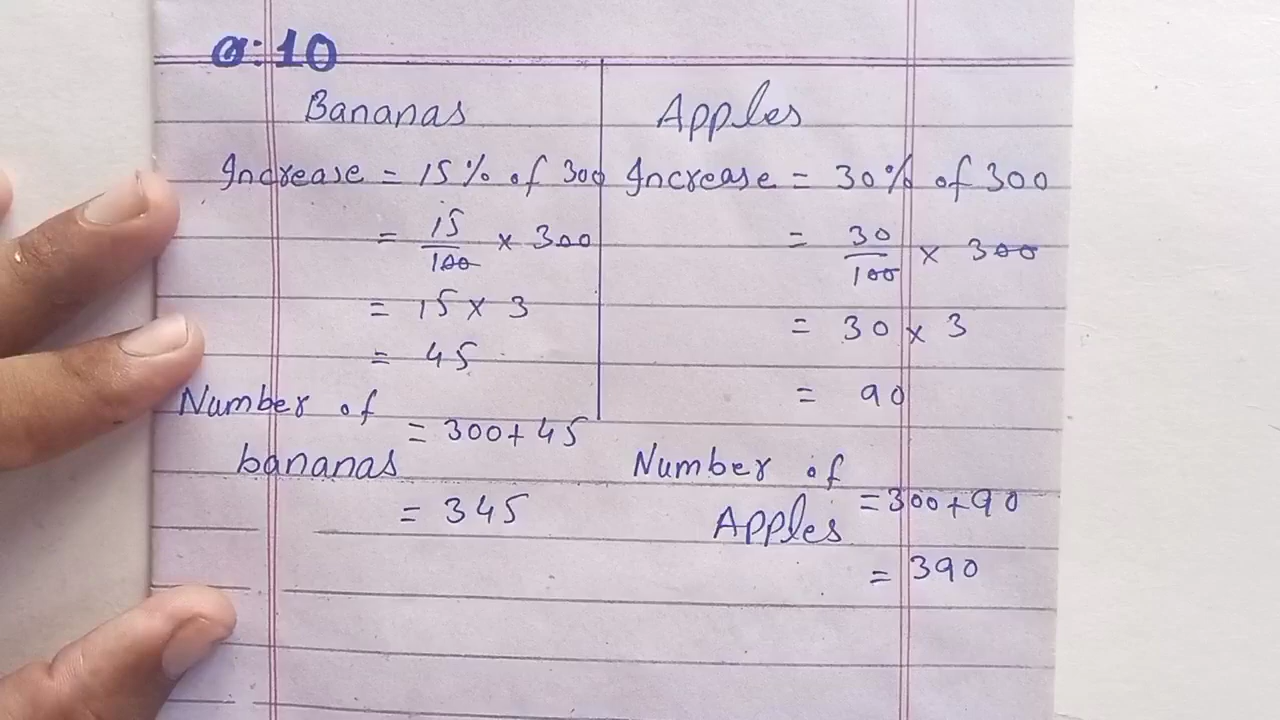 Q:10
Bananas
Increase = 15% of 300
= 15/100 × 300
= 15 × 3
= 45
Number of
bananas
= 300+45
= 345
Apples
Increase = 30% of 300
= 30/100 × 300
= 30 × 3
= 90
Number of
Apples
=300+90
= 390